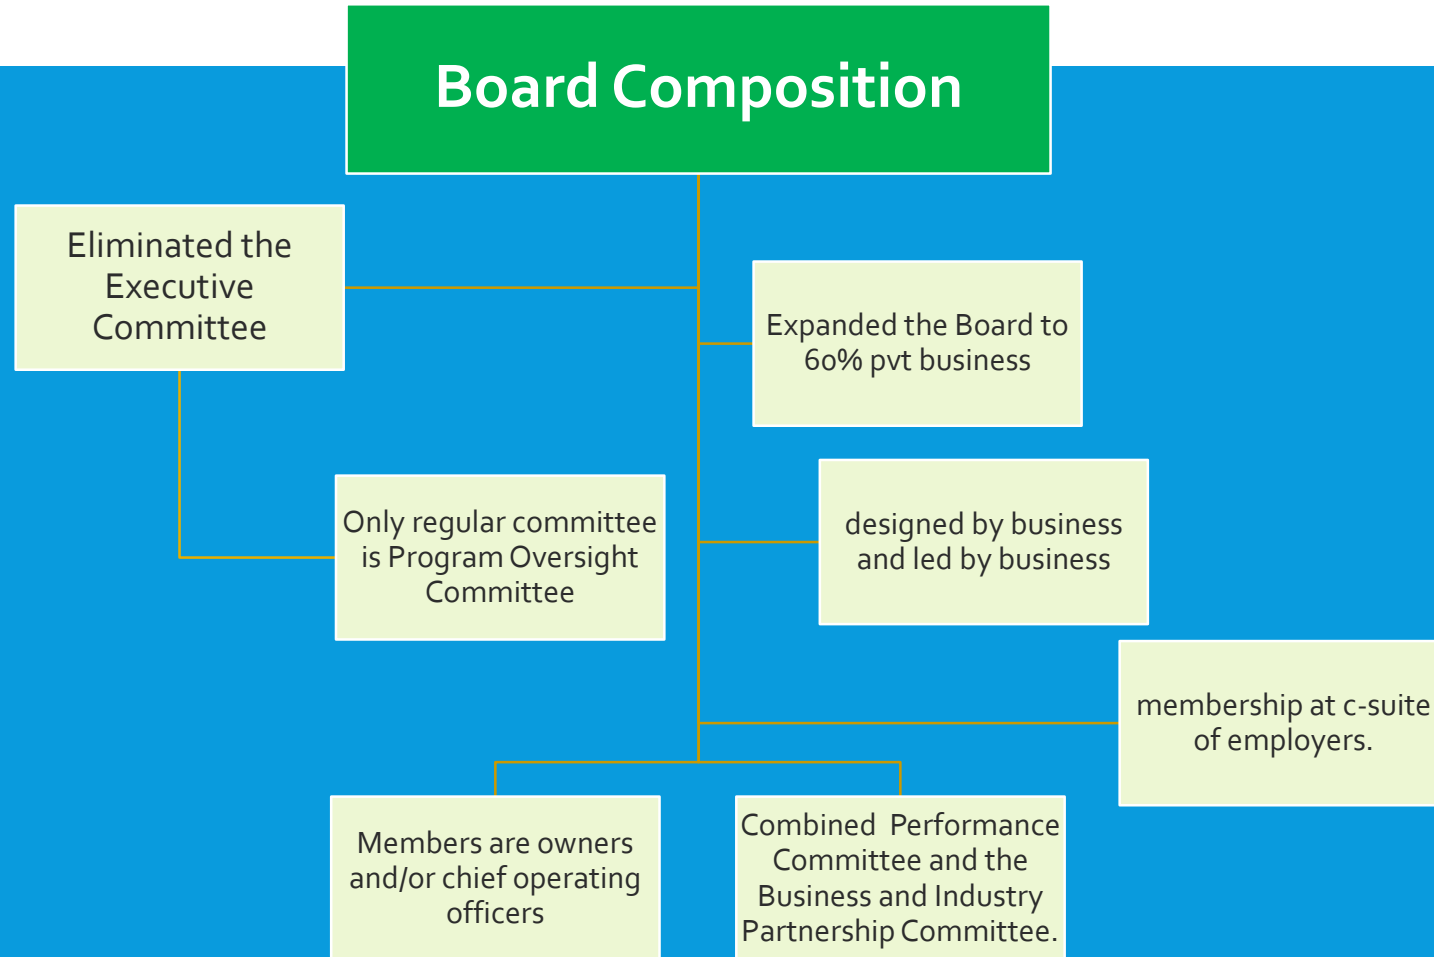 Board Composition
Eliminated the
Executive
Committee
Expanded the Board to
60% pvt business
Only regular committee
is Program Oversight
Committee
designed by business
and led by business
membership at c-suite
of employers.
Members are owners
and/or chief operating
officers
Combined  Performance
Committee and the
Business and Industry
Partnership Committee.